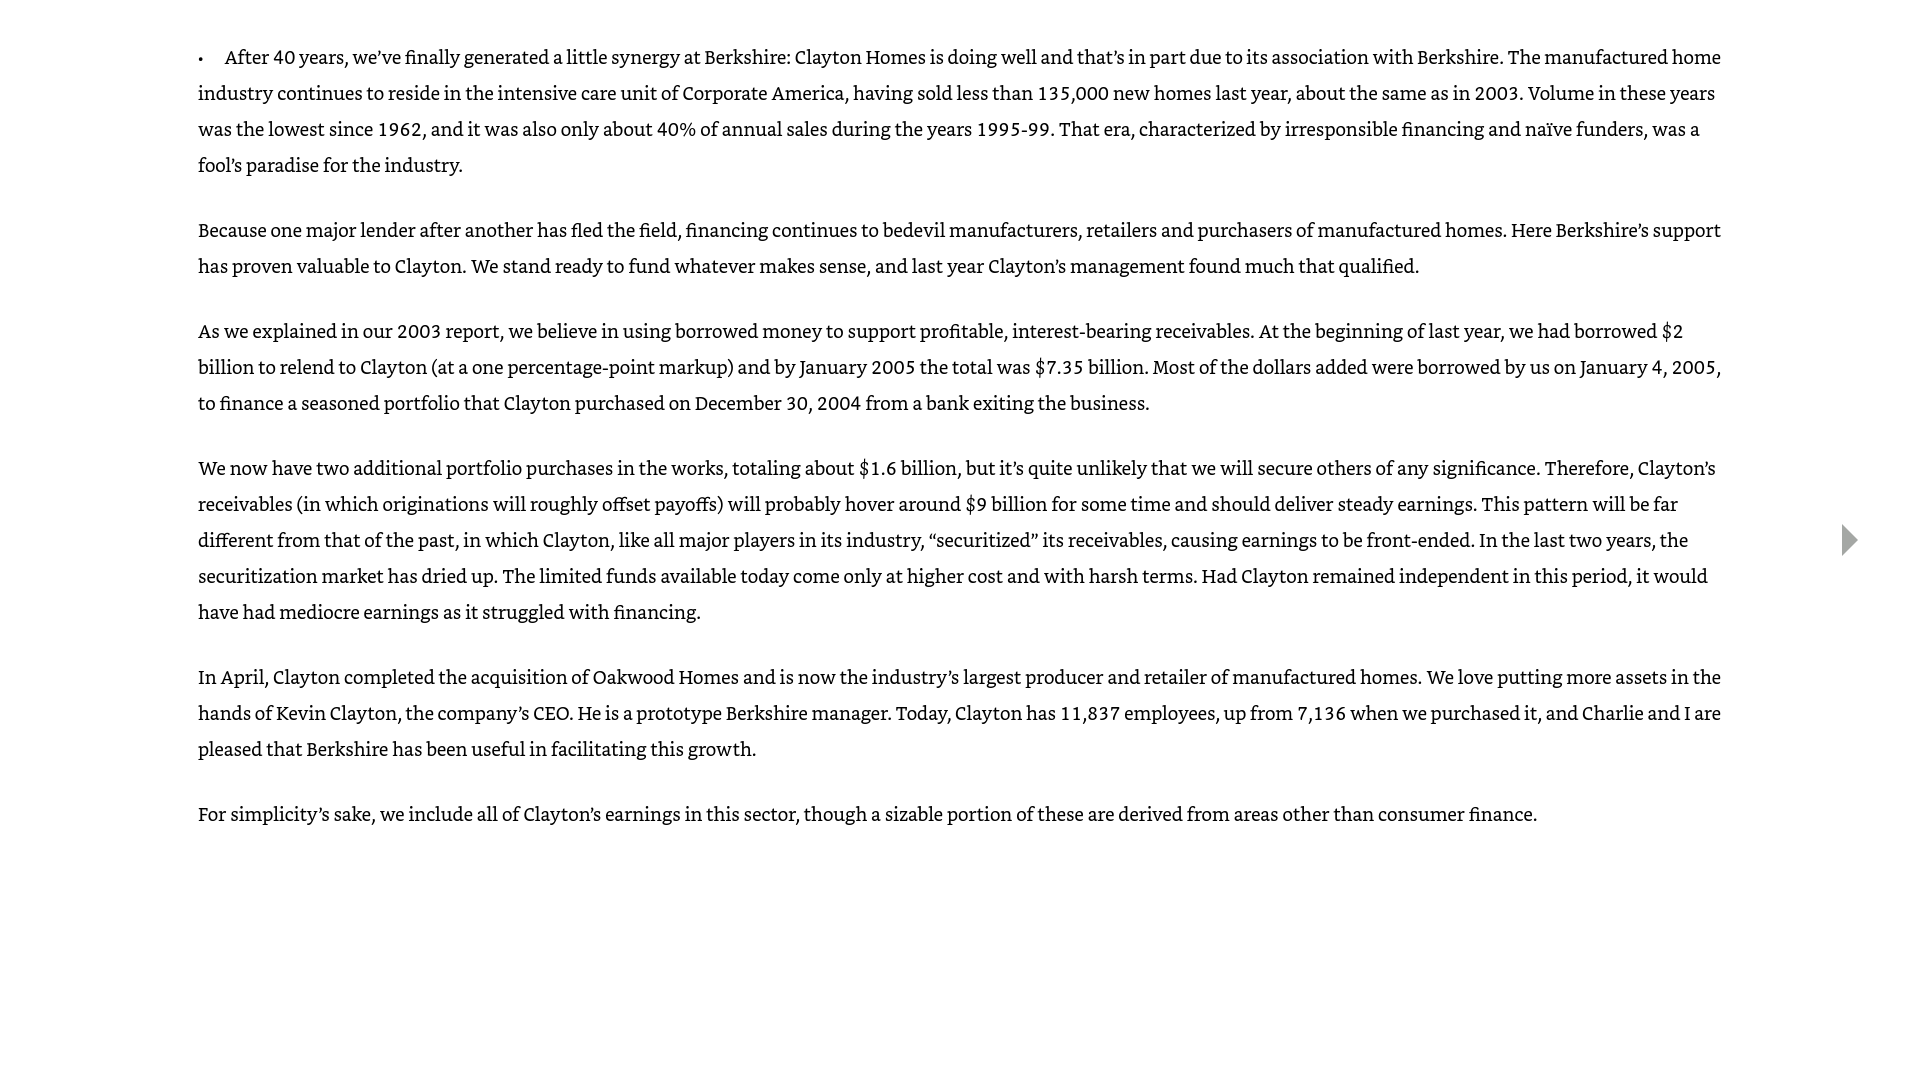 • After 40 years, we’ve finally generated a little synergy at Berkshire: Clayton Homes is doing well and that’s in part due to its association with Berkshire. The manufactured home
industry continues to reside in the intensive care unit of Corporate America, having sold less than 135,000 new homes last year, about the same as in 2003. Volume in these years
was the lowest since 1962, and it was also only about 40% of annual sales during the years 1995-99. That era, characterized by irresponsible financing and naïve funders, was a
fool’s paradise for the industry.
Because one major lender after another has fled the field, financing continues to bedevil manufacturers, retailers and purchasers of manufactured homes. Here Berkshire’s support
has proven valuable to Clayton. We stand ready to fund whatever makes sense, and last year Clayton’s management found much that qualified.
As we explained in our 2003 report, we believe in using borrowed money to support profitable, interest-bearing receivables. At the beginning of last year, we had borrowed $2
billion to relend to Clayton (at a one percentage-point markup) and by January 2005 the total was $7.35 billion. Most of the dollars added were borrowed by us on January 4, 2005,
to finance a seasoned portfolio that Clayton purchased on December 30, 2004 from a bank exiting the business.
We now have two additional portfolio purchases in the works, totaling about $1.6 billion, but it’s quite unlikely that we will secure others of any significance. Therefore, Clayton’s
receivables (in which originations will roughly offset payoffs) will probably hover around $9 billion for some time and should deliver steady earnings. This pattern will be far
different from that of the past, in which Clayton, like all major players in its industry, “securitized” its receivables, causing earnings to be front-ended. In the last two years, the
securitization market has dried up. The limited funds available today come only at higher cost and with harsh terms. Had Clayton remained independent in this period, it would
have had mediocre earnings as it struggled with financing.
In April, Clayton completed the acquisition of Oakwood Homes and is now the industry’s largest producer and retailer of manufactured homes. We love putting more assets in the
hands of Kevin Clayton, the company’s CEO. He is a prototype Berkshire manager. Today, Clayton has 11,837 employees, up from 7,136 when we purchased it, and Charlie and I are
pleased that Berkshire has been useful in facilitating this growth.
For simplicity’s sake, we include all of Clayton’s earnings in this sector, though a sizable portion of these are derived from areas other than consumer finance.